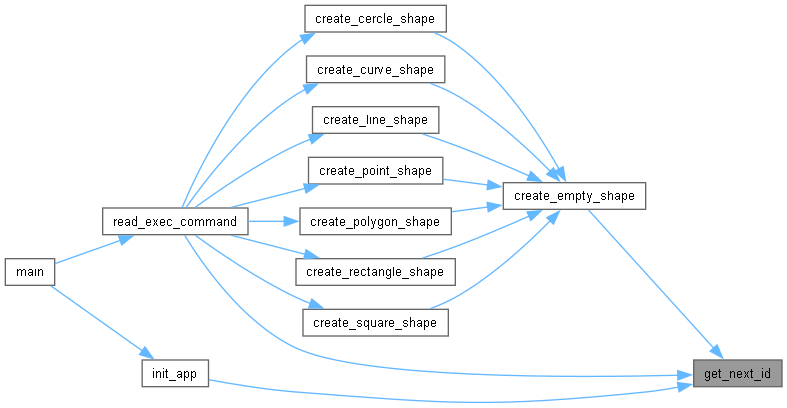 create_cercle_shape
create_curve_shape
create_line_shape
create_point_shape
create_empty_shape
read_exec_command
create_polygon_shape
main
create_rectangle_shape
create_square_shape
init_app
get_next_id